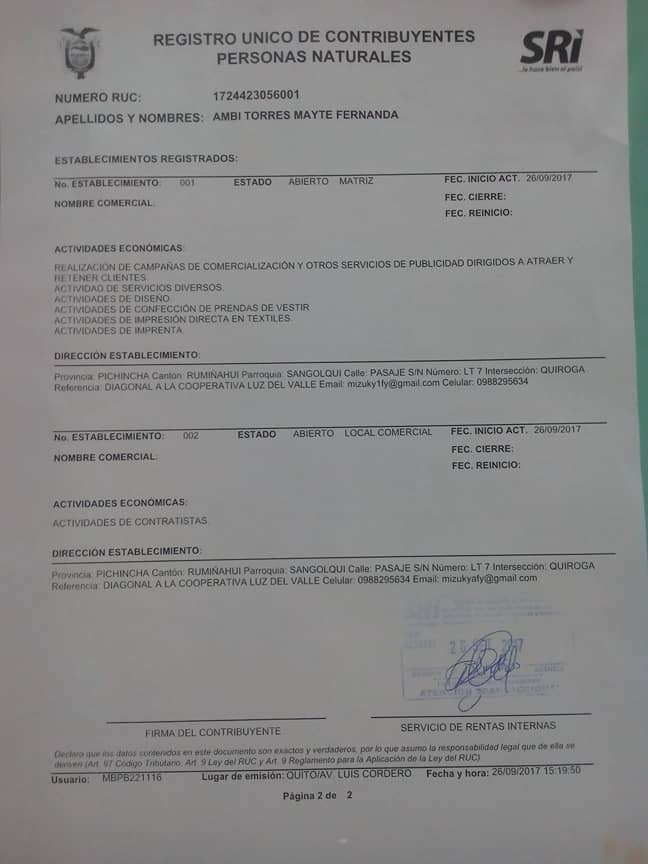 REGISTRO UNICO DE CONTRIBUYENTES
PERSONAS NATURALES
SRi
...le hace bien al país!
NUMERO RUC: 1724423056001
APELLIDOS Y NOMBRES: AMBI TORRES MAYTE FERNANDA
ESTABLECIMIENTOS REGISTRADOS:
No. ESTABLECIMIENTO: 001 ESTADO ABIERTO MATRIZ FEC. INICIO ACT. 26/09/2017
NOMBRE COMERCIAL: FEC. CIERRE:
FEC. REINICIO:
ACTIVIDADES ECONÓMICAS:
REALIZACIÓN DE CAMPAÑAS DE COMERCIALIZACIÓN Y OTROS SERVICIOS DE PUBLICIDAD DIRIGIDOS A ATRAER Y
RETENER CLIENTES.
ACTIVIDAD DE SERVICIOS DIVERSOS.
ACTIVIDADES DE DISEÑO.
ACTIVIDADES DE CONFECCIÓN DE PRENDAS DE VESTIR
ACTIVIDADES DE IMPRESIÓN DIRECTA EN TEXTILES.
ACTIVIDADES DE IMPRENTA.
DIRECCIÓN ESTABLECIMIENTO:
Provincia: PICHINCHA Cantón: RUMIÑAHUI Parroquia: SANGOLQUI Calle: PASAJE S/N Número: LT 7 Intersección: QUIROGA
Referencia: DIAGONAL A LA COOPERATIVA LUZ DEL VALLE Email: mizuky1fy@gmail.com Celular: 0988295634
No. ESTABLECIMIENTO: 002 ESTADO ABIERTO LOCAL COMERCIAL FEC. INICIO ACT. 26/09/2017
NOMBRE COMERCIAL: FEC. CIERRE:
FEC. REINICIO:
ACTIVIDADES ECONÓMICAS:
ACTIVIDADES DE CONTRATISTAS.
DIRECCIÓN ESTABLECIMIENTO:
Provincia: PICHINCHA Cantón: RUMIÑAHUI Parroquia: SANGOLQUI Calle: PASAJE S/N Número: LT 7 Intersección: QUIROGA
Referencia: DIAGONAL A LA COOPERATIVA LUZ DEL VALLE Celular: 0988295634 Email: mizukyafy@gmail.com
FIRMA DEL CONTRIBUYENTE SERVICIO DE RENTAS INTERNAS
Declaro que los datos contenidos en este documento son exactos y verdaderos, por lo que asumo la responsabilidad legal que de ella se
deriven (Art. 97 Código Tributario, Art. 9 Ley del RUC y Art. 9 Reglamento para la Aplicación de la Ley del RUC)
Usuario: MBPB221116 Lugar de emisión: QUITO/AV. LUIS CORDERO Fecha y hora: 26/09/2017 15:19:50
Página 2 de 2